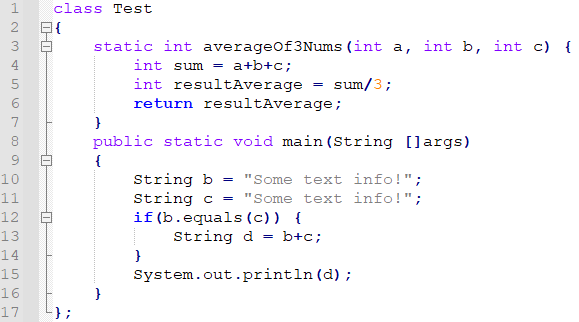 1 class Test
2 {
3 static int averageOf3Nums(int a, int b, int c) {
4 int sum = a+b+c;
5 int resultAverage = sum/3;
6 return resultAverage;
7 }
8 public static void main(String []args)
9 {
10 String b = "Some text info!";
11 String c = "Some text info!";
12 if(b.equals(c)) {
13 String d = b+c;
14 }
15 System.out.println(d);
16 }
17 };